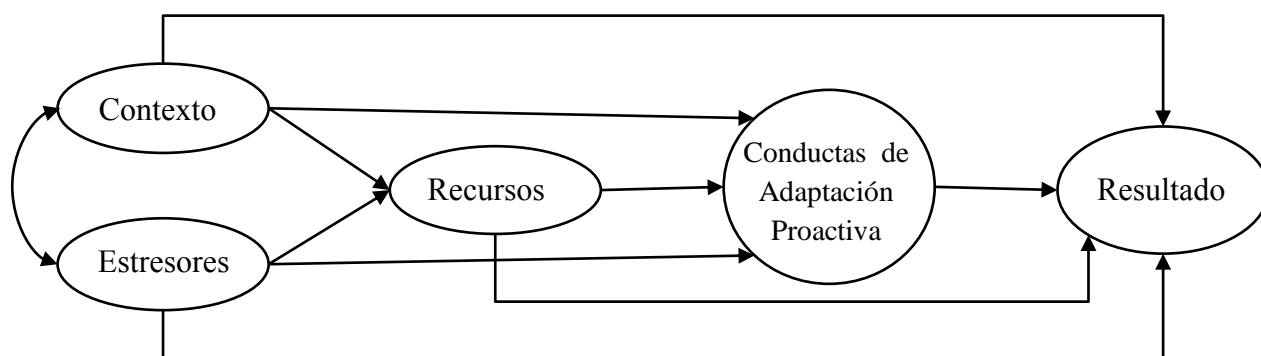 Contexto
Estresores
Recursos
Conductas de
Adaptación
Proactiva
Resultado